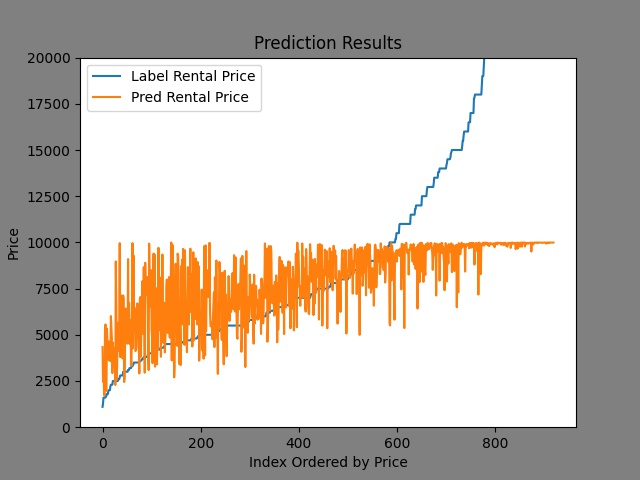 Prediction Results
Label Rental Price
Pred Rental Price
20000
17500
15000
12500
10000
7500
5000
2500
0
Price
0 200 400 600 800
Index Ordered by Price